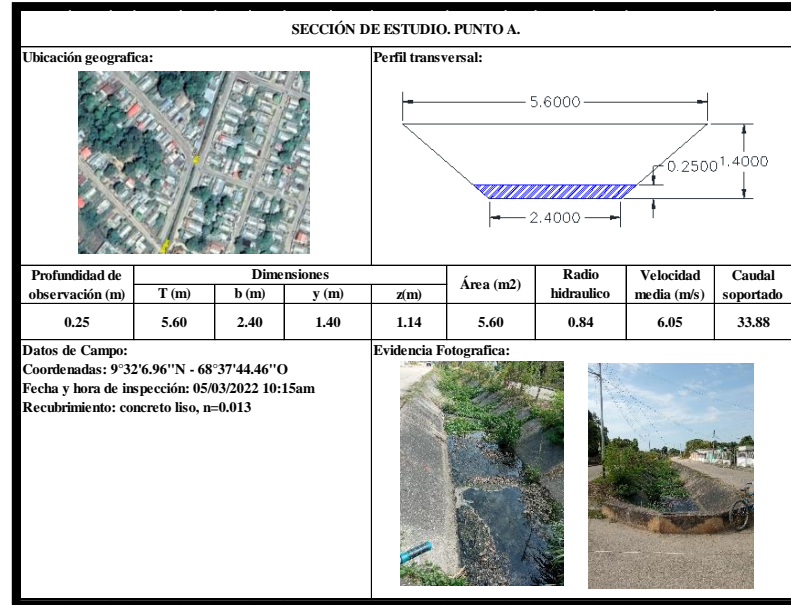 SECCIÓN DE ESTUDIO. PUNTO A.
Ubicación geografica:
Perfil transversal:
5.6000
0.2500
1.4000
2.4000
Profundidad de observación (m)
Dimensiones
T (m)
b (m)
y (m)
z(m)
Área (m2)
Radio hidraulico
Velocidad media (m/s)
Caudal soportado
0.25 5.60 2.40 1.40 1.14 5.60 0.84 6.05 33.88
Datos de Campo:
Coordenadas: 9°32'6.96"N - 68°37'44.46"O
Fecha y hora de inspección: 05/03/2022 10:15am
Recubrimiento: concreto liso, n=0.013
Evidencia Fotografica: